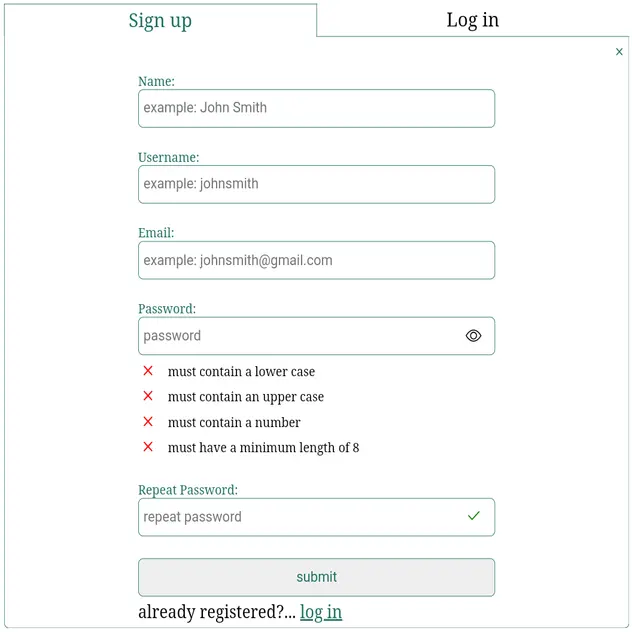 Sign up
Log in
×
Name:
example: John Smith
Username:
example: johnsmith
Email:
example: johnsmith@gmail.com
Password:
password
must contain a lower case
must contain an upper case
must contain a number
must have a minimum length of 8
Repeat Password:
repeat password
submit
already registered?... log in